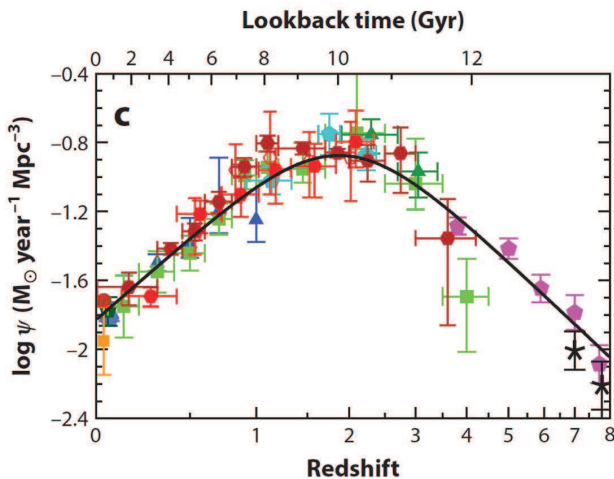 Lookback time (Gyr)
0 2 4 6 8 10 12
c
log ψ (M⊙ year⁻¹ Mpc⁻³)
−0.4
−0.8
−1.2
−1.6
−2
−2.4
0 1 2 3 4 5 6 7 8
Redshift